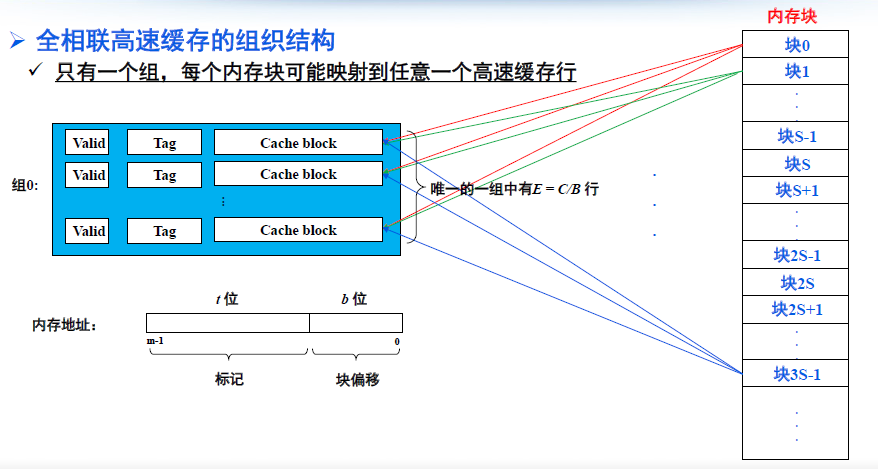 ➢ 全相联高速缓存的组织结构
✓ 只有一个组，每个内存块可能映射到任意一个高速缓存行
内存块
块0
块1
.
.
块S-1
块S
块S+1
.
.
.
块2S-1
块2S
块2S+1
.
.
.
块3S-1
.
.
.
组0:
Valid Tag Cache block
Valid Tag Cache block
⋮
Valid Tag Cache block
唯一的一组中有E = C/B 行
.
.
.
t 位 b 位
内存地址：
m-1 0
标记 块偏移